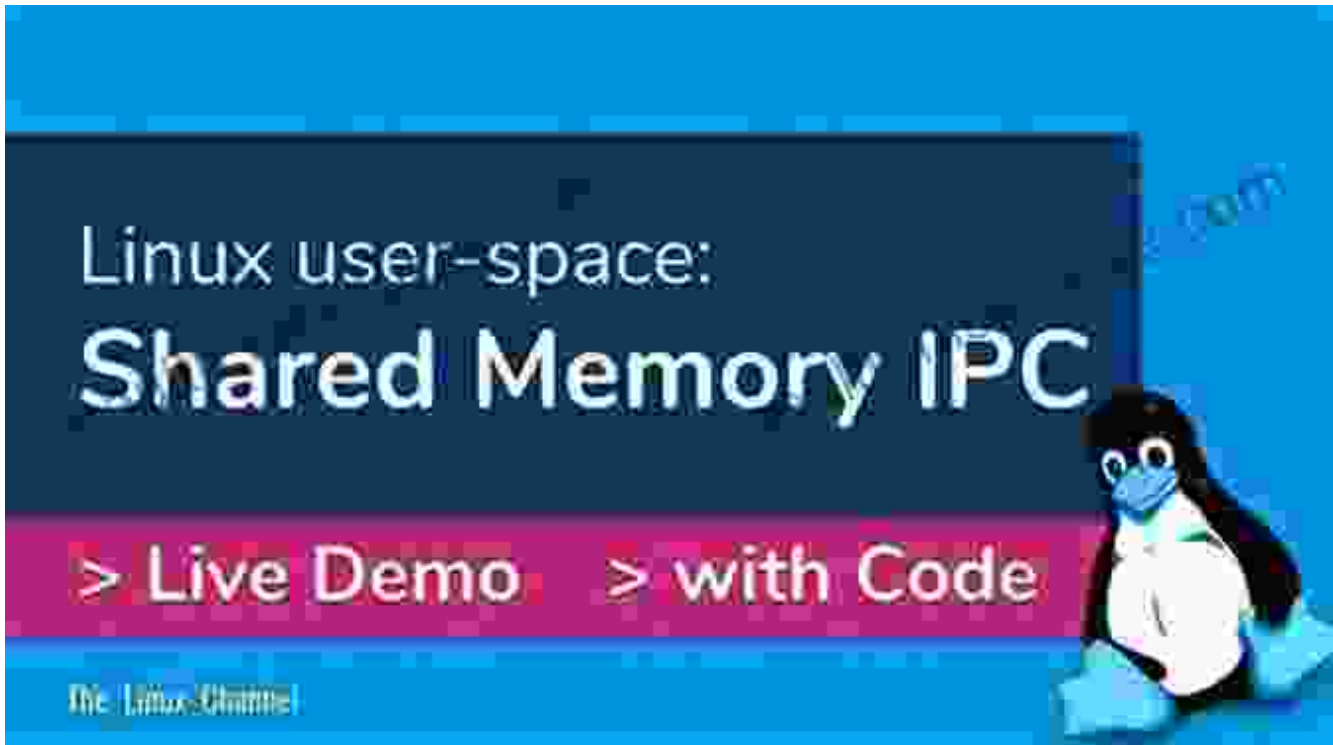 Linux user-space:
Shared Memory IPC
> Live Demo > with Code
The Linux Channel